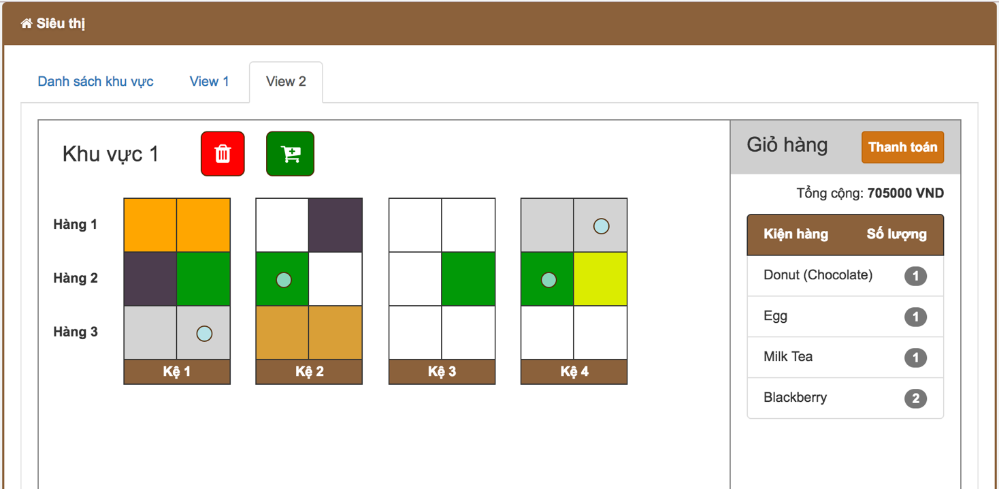 Siêu thị
Danh sách khu vực View 1 View 2
Khu vực 1
Hàng 1
Hàng 2
Hàng 3
Kệ 1 Kệ 2 Kệ 3 Kệ 4
Giỏ hàng Thanh toán
Tổng cộng: 705000 VND
Kiện hàng Số lượng
Donut (Chocolate) 1
Egg 1
Milk Tea 1
Blackberry 2